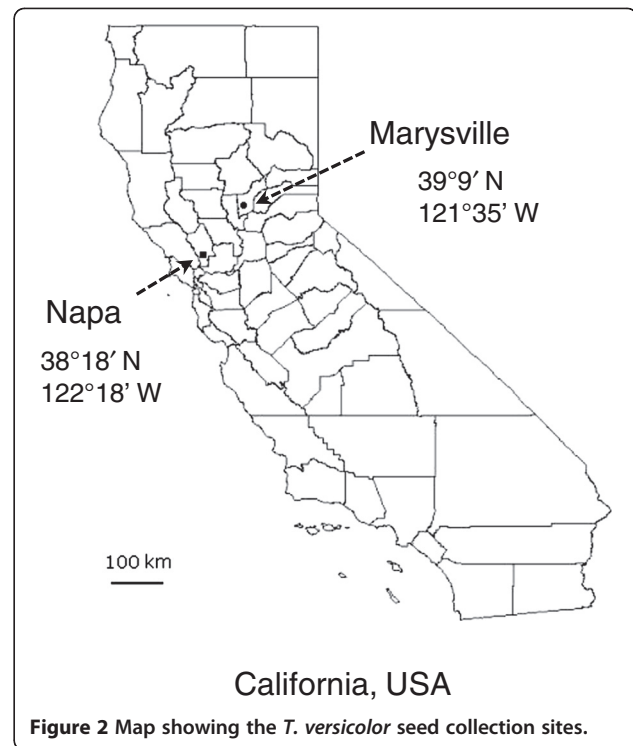 Marysville
39°9′ N
121°35' W
Napa
38°18′ N
122°18' W
100 km
California, USA
Figure 2 Map showing the T. versicolor seed collection sites.